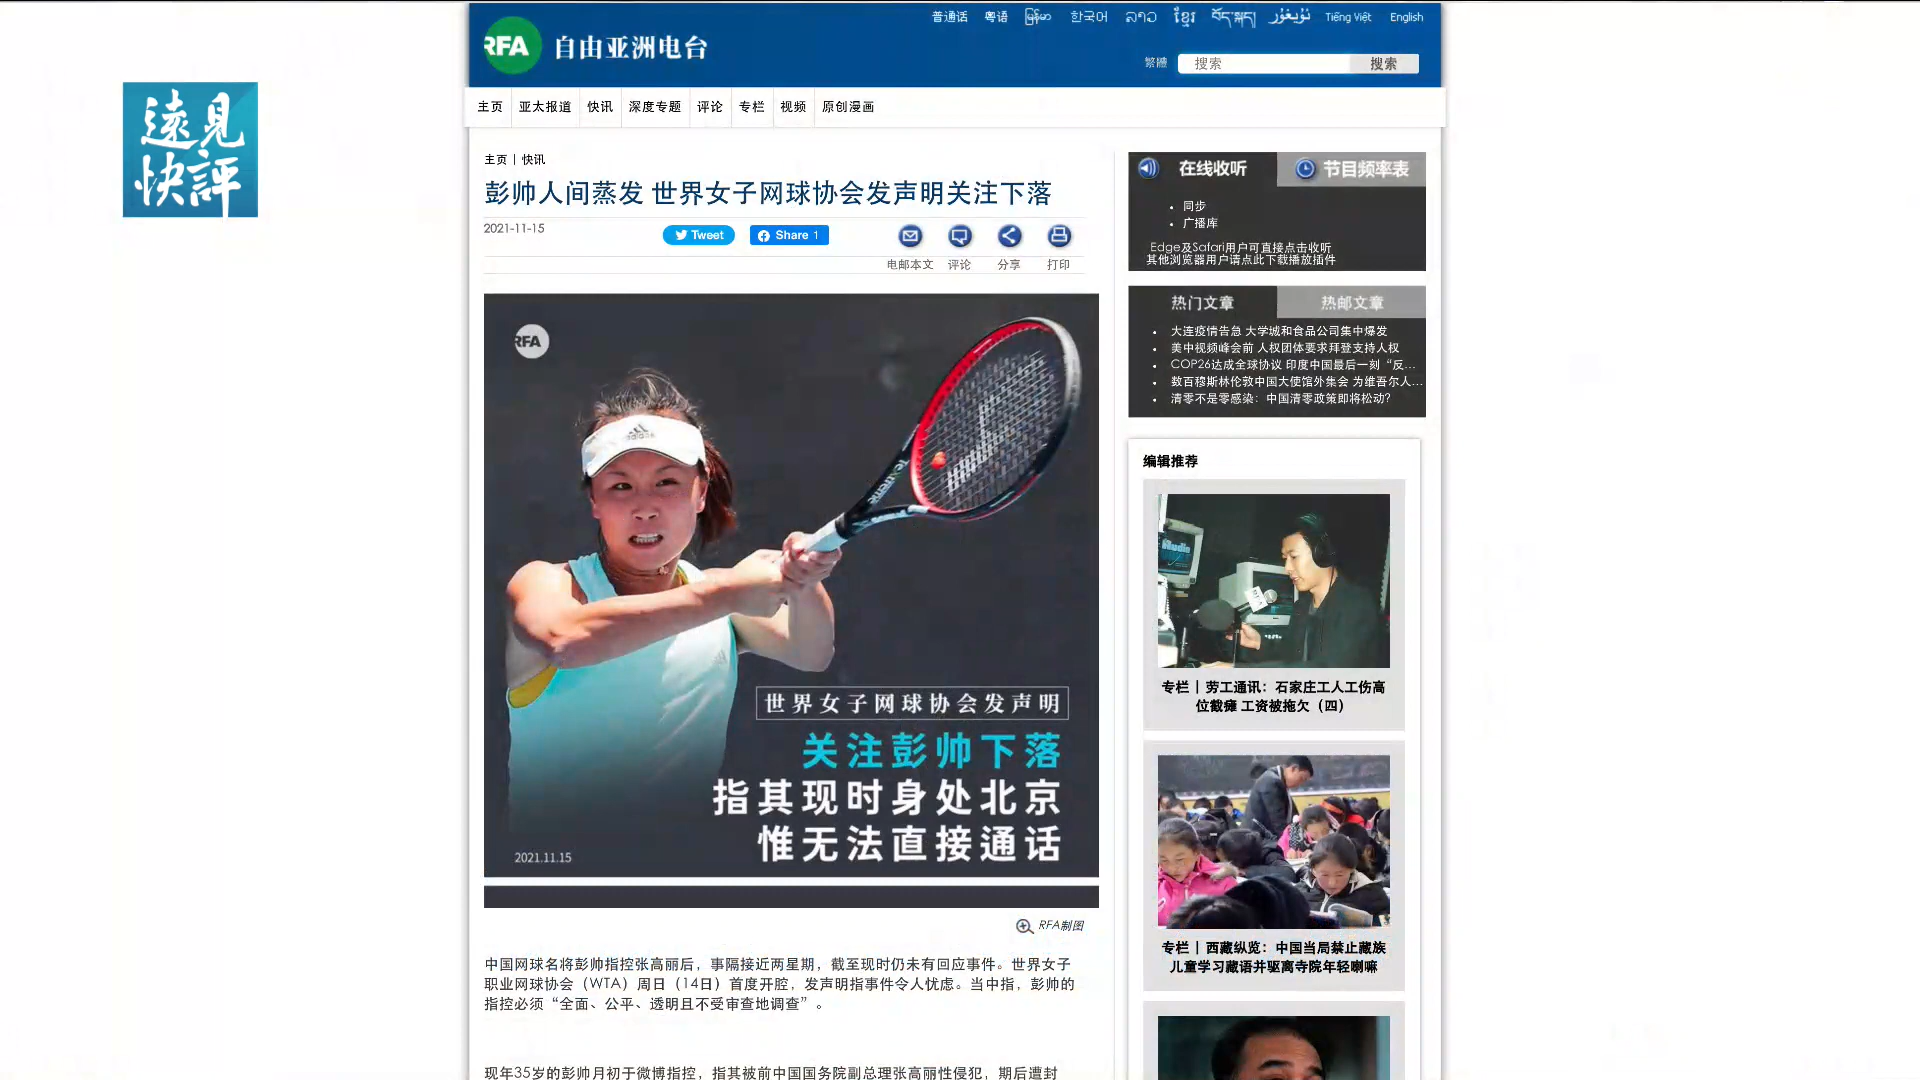 普通话 粤语 မြန်မာ 한국어 ລາວ ខ្មែរ བོད་སྐད། ئۇيغۇر Tiếng Việt English
RFA 自由亚洲电台
繁體 搜索 搜索
主页 亚太报道 快讯 深度专题 评论 专栏 视频 原创漫画
遠見
快評
主页 | 快讯
彭帅人间蒸发 世界女子网球协会发声明关注下落
2021-11-15
Tweet Share 1
电邮本文 评论 分享 打印
RFA
adidas
世界女子网球协会发声明
关注彭帅下落
指其现时身处北京
惟无法直接通话
2021.11.15
RFA制图
中国网球名将彭帅指控张高丽后，事隔接近两星期，截至现时仍未有回应事件。世界女子
职业网球协会（WTA）周日（14日）首度开腔，发声明指事件令人忧虑。当中指，彭帅的
指控必须“全面、公平、透明且不受审查地调查”。
现年35岁的彭帅月初于微博指控，指其被前中国国务院副总理张高丽性侵犯，期后遭封
在线收听 节目频率表
同步
广播库
Edge及Safari用户可直接点击收听
其他浏览器用户请点此下载播放插件
热门文章 热邮文章
大连疫情告急 大学城和食品公司集中爆发
美中视频峰会前 人权团体要求拜登支持人权
COP26达成全球协议 印度中国最后一刻“反...
数百穆斯林伦敦中国大使馆外集会 为维吾尔人...
清零不是零感染：中国清零政策即将松动？
编辑推荐
专栏 | 劳工通讯：石家庄工人工伤高
位截瘫 工资被拖欠（四）
专栏 | 西藏纵览：中国当局禁止藏族
儿童学习藏语并驱离寺院年轻喇嘛